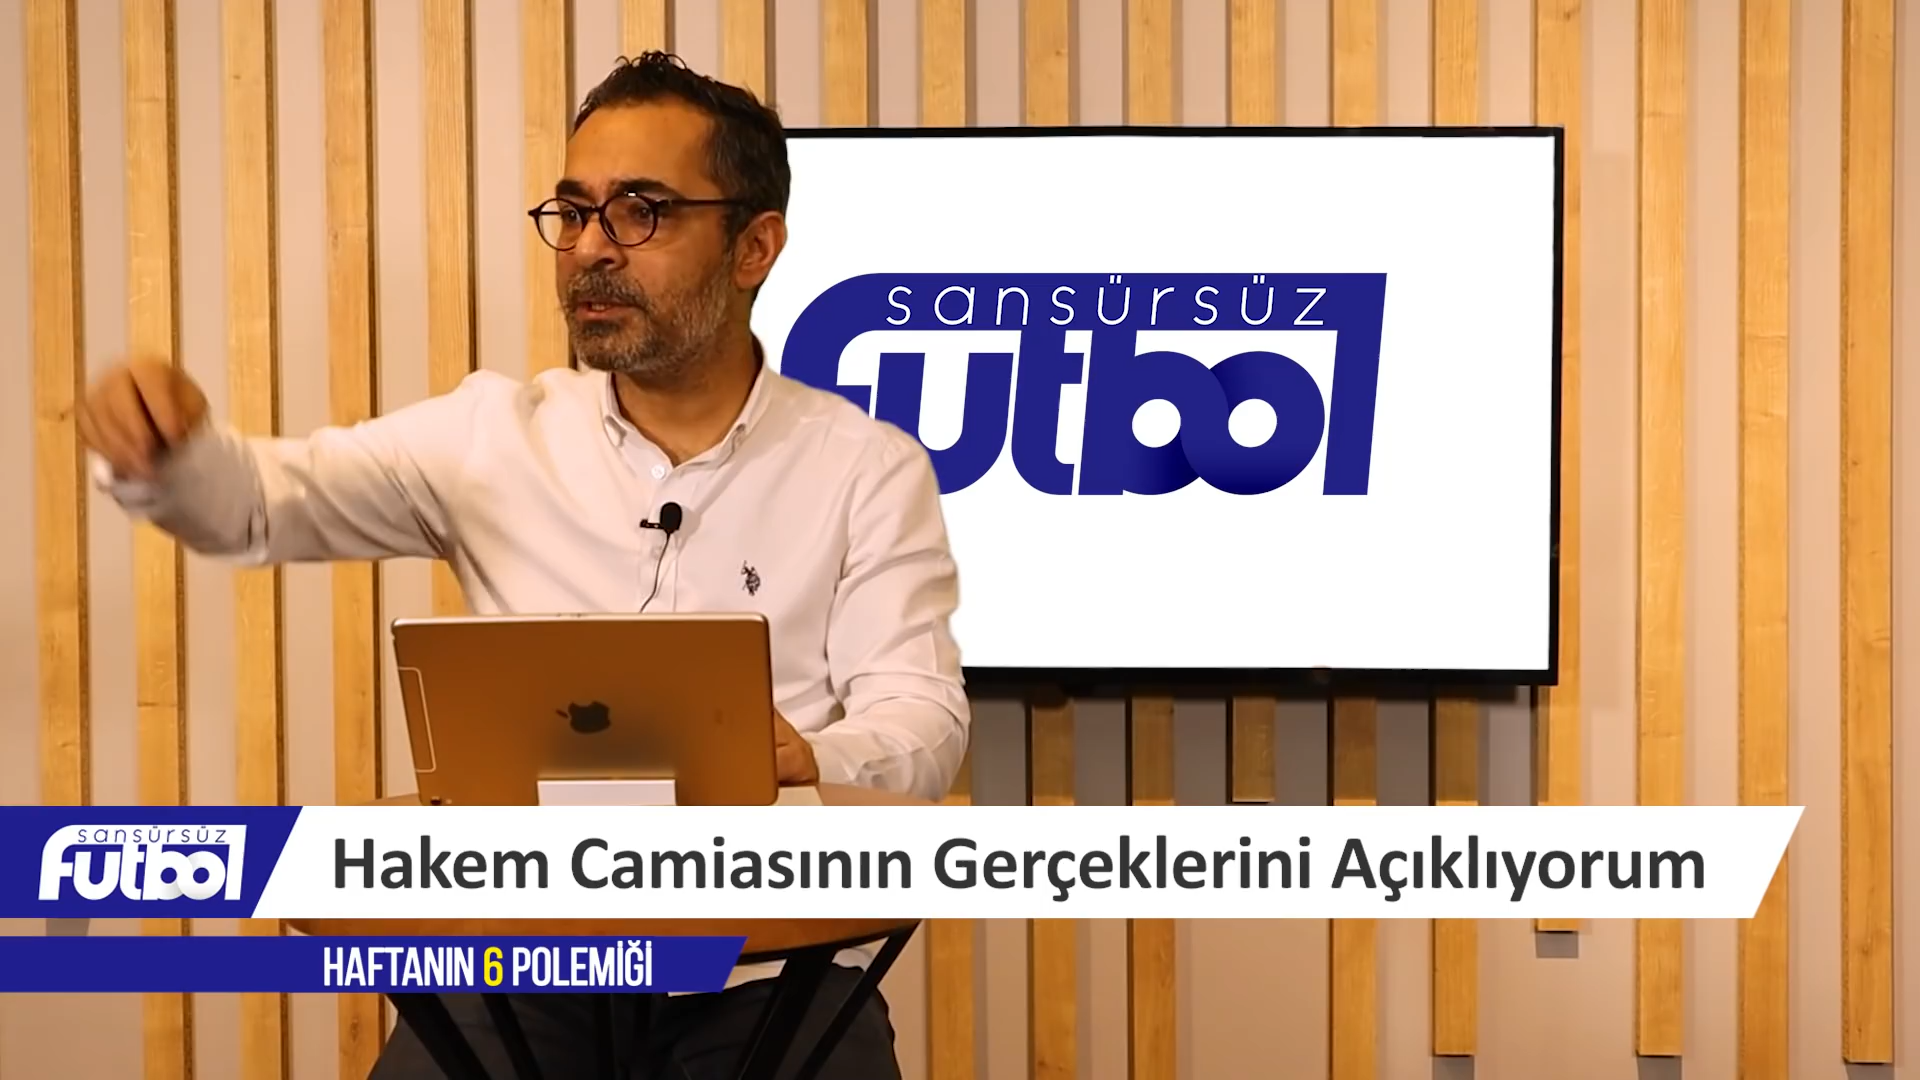 sansürsüz
futbol
sansürsüz
futbol
Hakem Camiasının Gerçeklerini Açıklıyorum
HAFTANIN 6 POLEMİĞİ